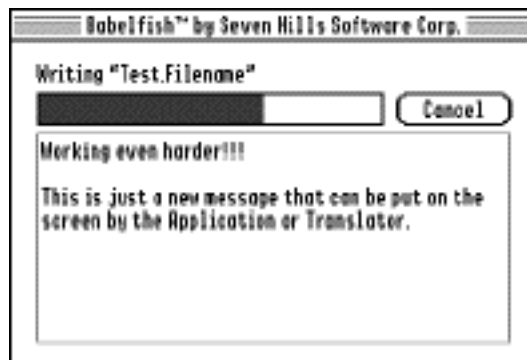 Babelfish™ by Seven Hills Software Corp.
Writing "Test.Filename"
Cancel
Working even harder!!!
This is just a new message that can be put on the
screen by the Application or Translator.